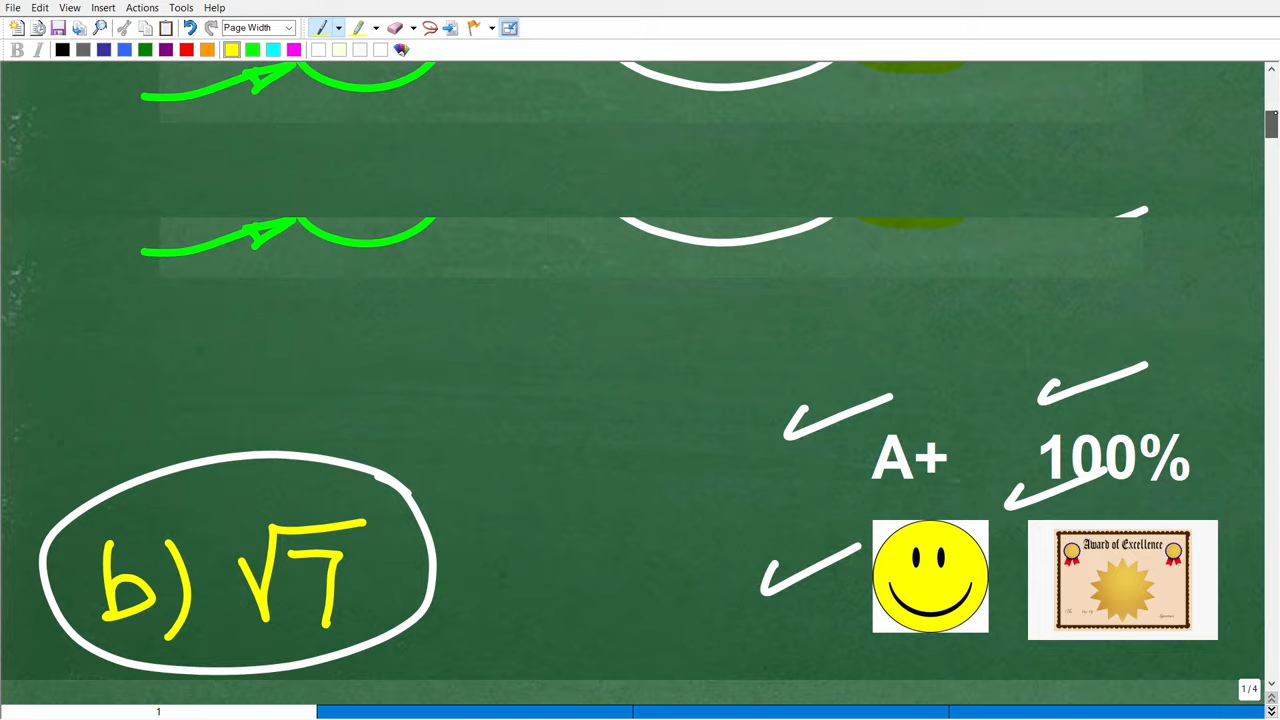 File Edit View Insert Actions Tools Help
Page Width
B I
A+ 100%
b) √7
Award of Excellence
1 / 4
1